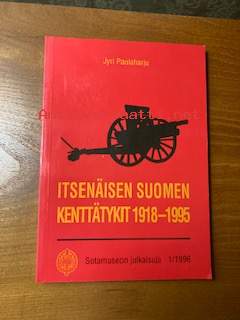 Jyri Paulaharju
ITSENÄISEN SUOMEN
KENTTÄTYKIT 1918–1995
Sotamuseon julkaisuja 1/1996